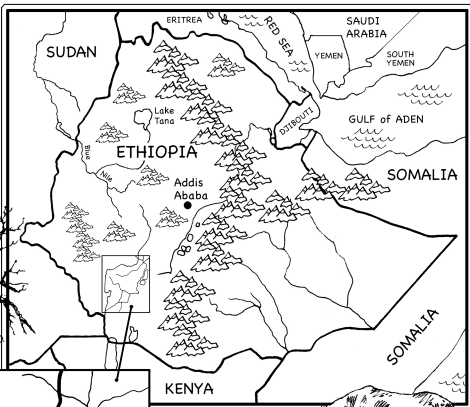 ERITREA
SAUDI
ARABIA
RED SEA
SUDAN
YEMEN
SOUTH
YEMEN
Lake
Tana
DJIBOUTI
GULF of ADEN
Blue
ETHIOPIA
Nile
SOMALIA
Addis
Ababa
SOMALIA
KENYA